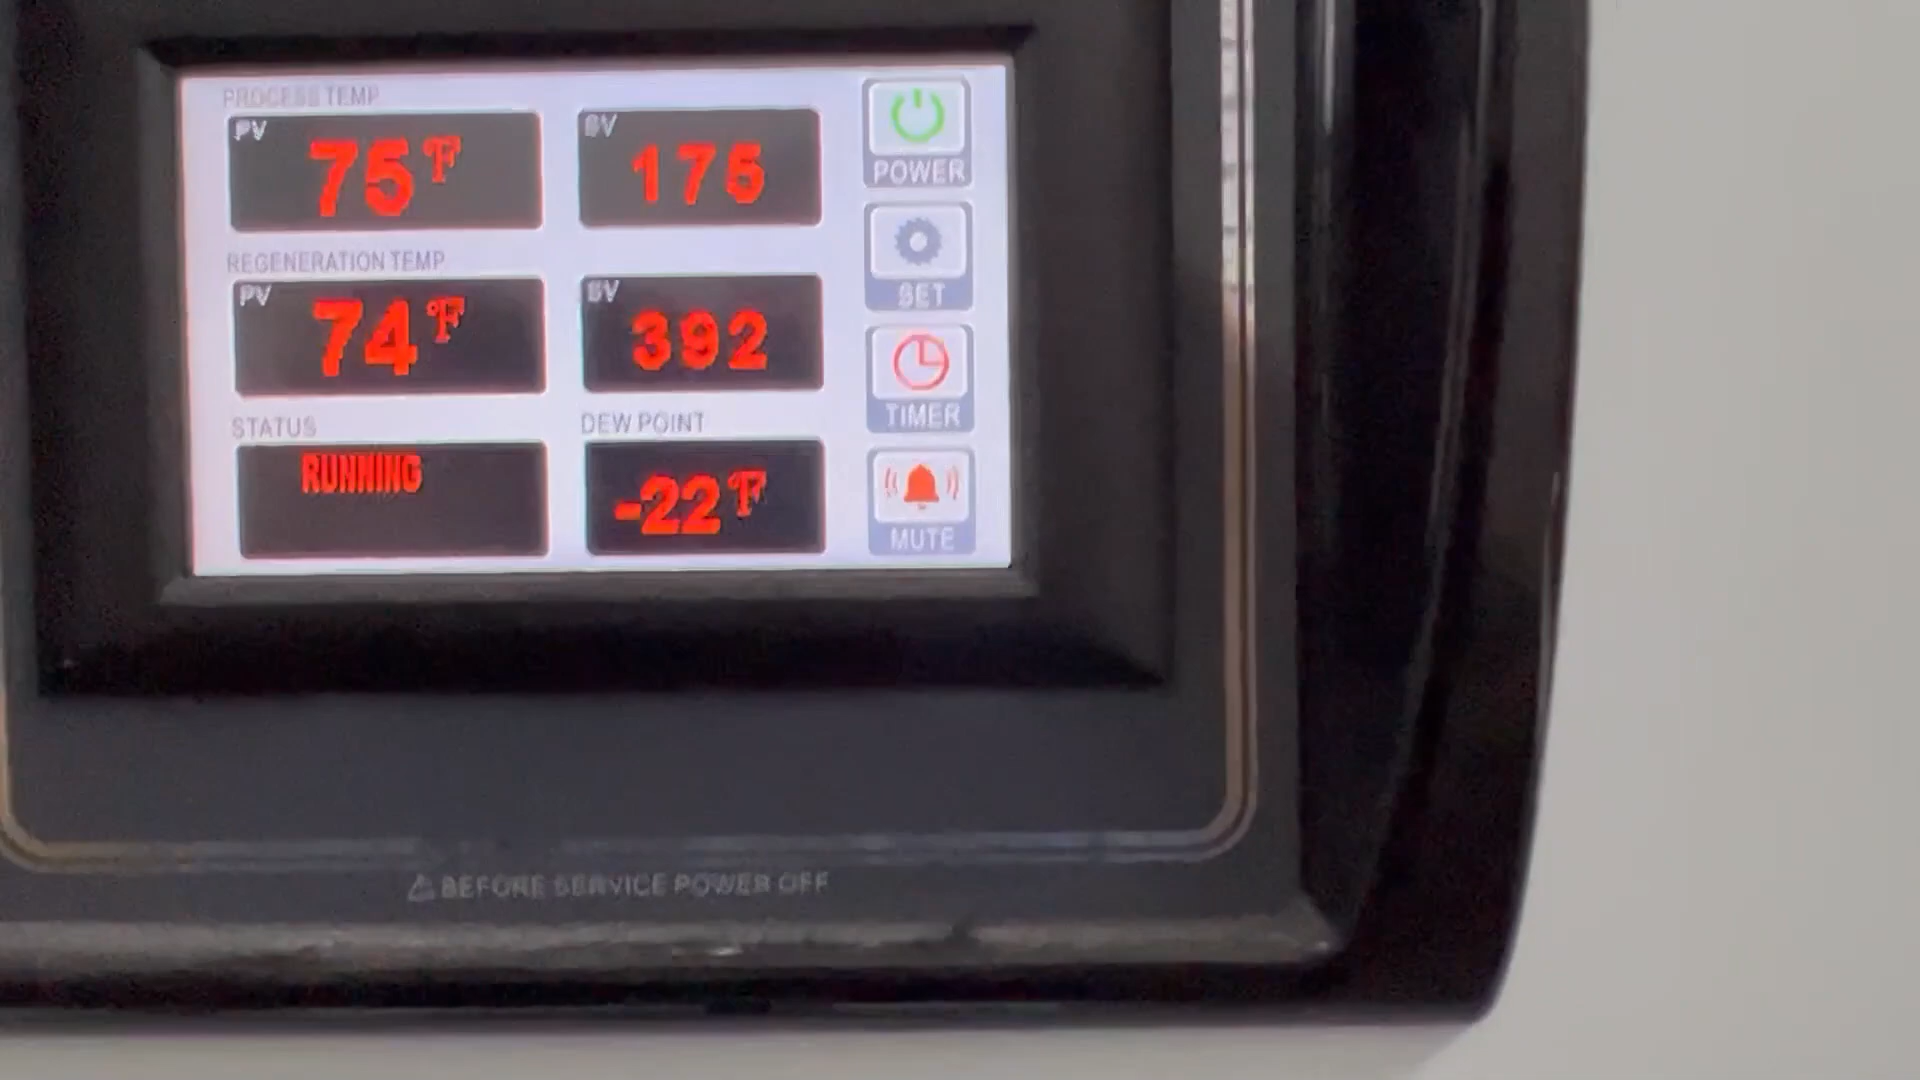 PROCESS TEMP
PV 75°F SV 175
POWER
REGENERATION TEMP
PV 74°F SV 392
SET
STATUS DEW POINT
TIMER
RUNNING -22°F
MUTE
⚠ BEFORE SERVICE POWER OFF